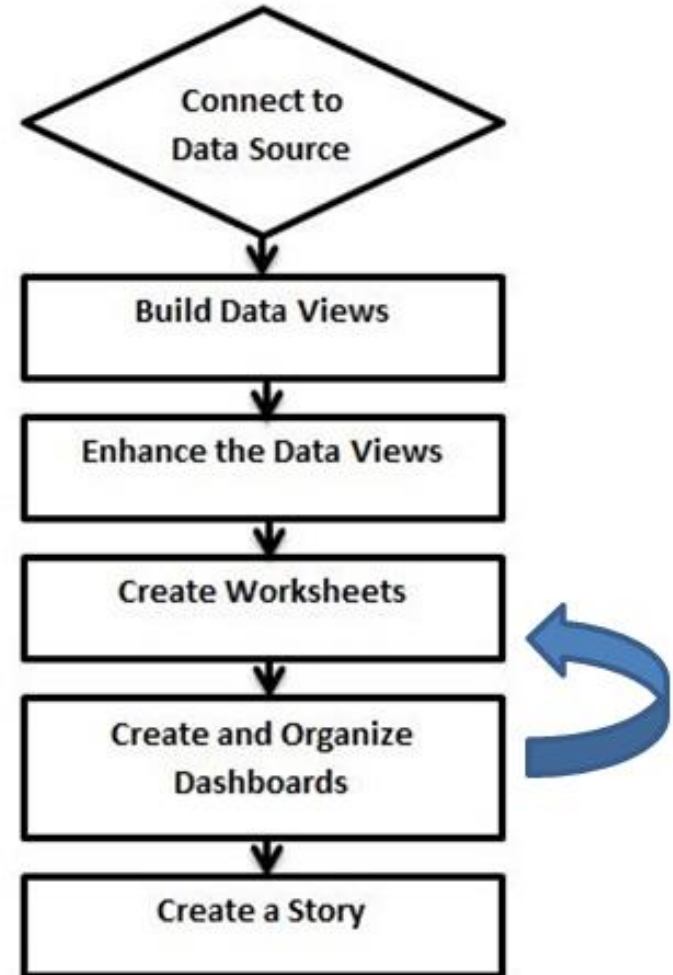 Connect to
Data Source
Build Data Views
Enhance the Data Views
Create Worksheets
Create and Organize
Dashboards
Create a Story